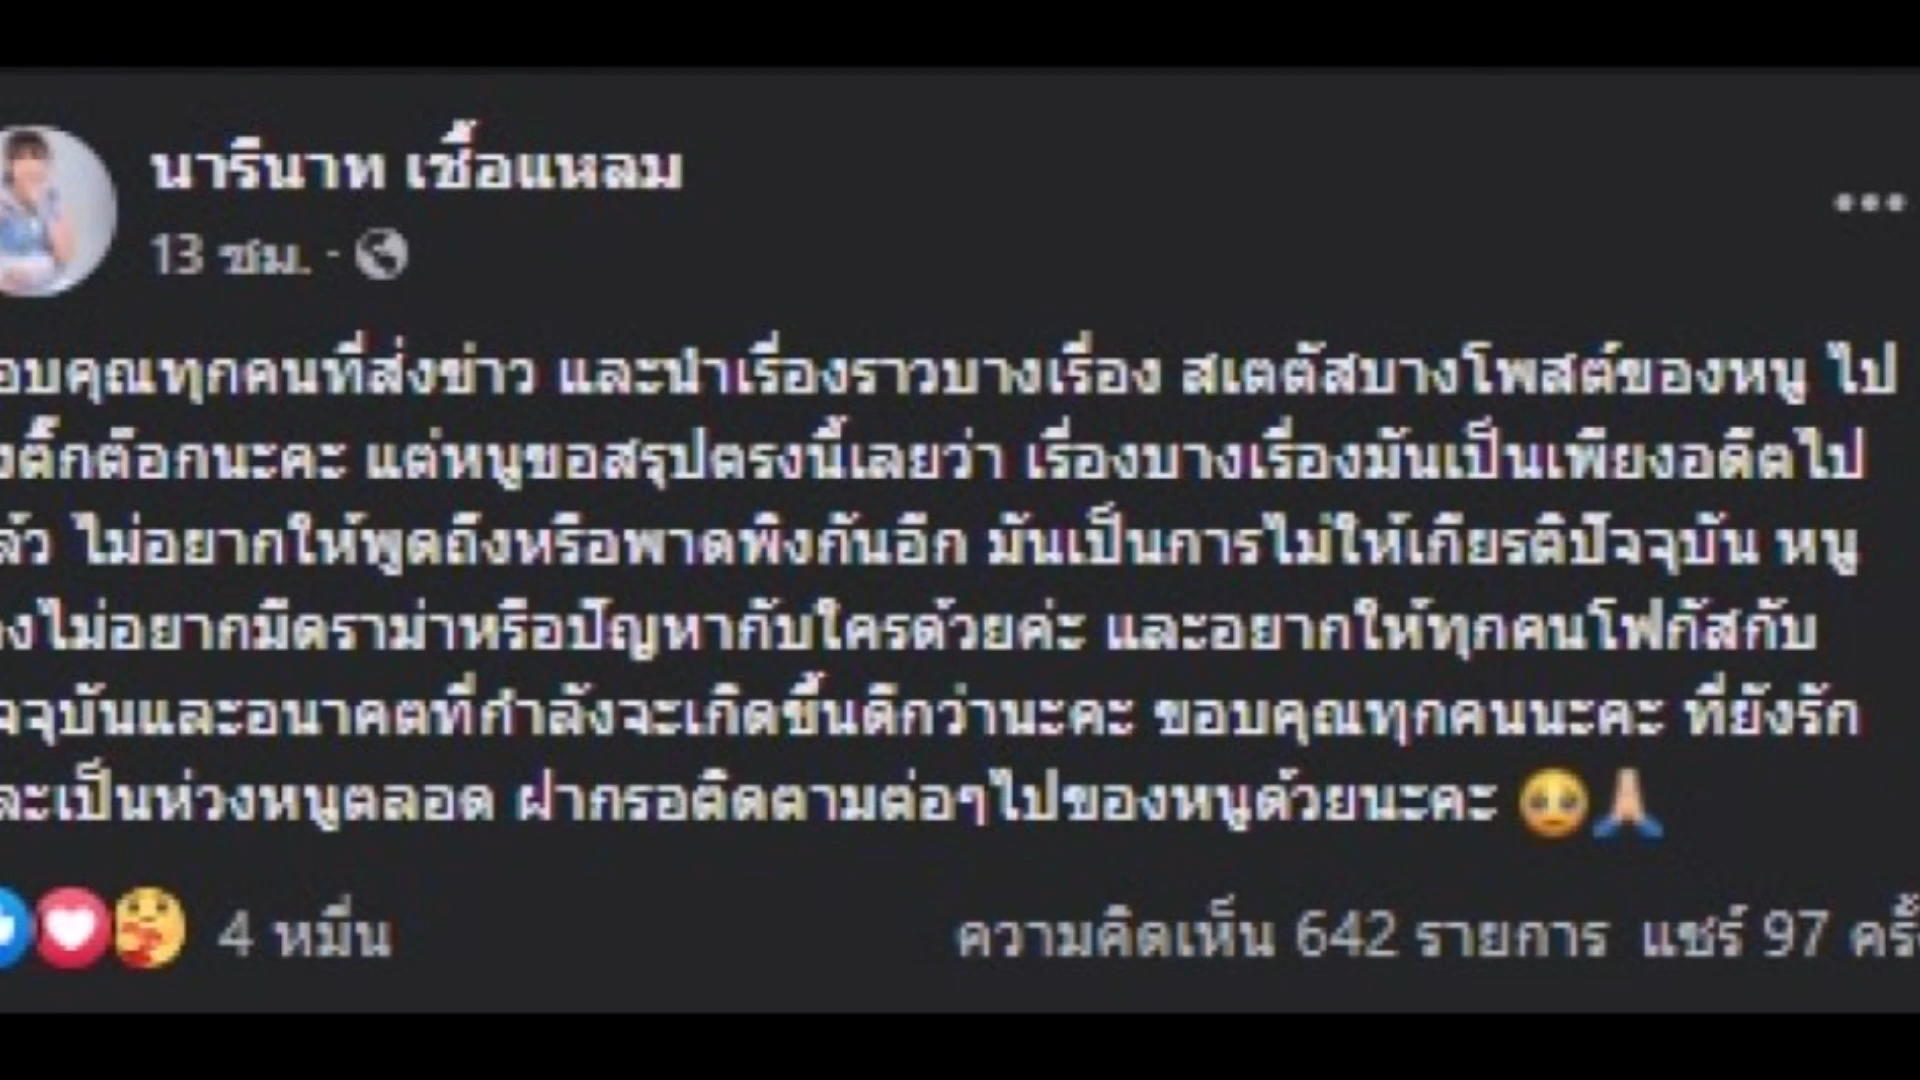 นารีนาท เชื้อแหลม
13 ชม. ·
อบคุณทุกคนที่ส่งข่าว และนำเรื่องราวบางเรื่อง สเตตัสบางโพสต์ของหนู ไป
งติ๊กต๊อกนะคะ แต่หนูขอสรุปตรงนี้เลยว่า เรื่องบางเรื่องมันเป็นเพียงอดีตไป
ล้ว ไม่อยากให้พูดถึงหรือพาดพิงกันอีก มันเป็นการไม่ให้เกียรติปัจจุบัน หนู
องไม่อยากมีดราม่าหรือปัญหากับใครด้วยค่ะ และอยากให้ทุกคนโฟกัสกับ
จจุบันและอนาคตที่กำลังจะเกิดขึ้นดีกว่านะคะ ขอบคุณทุกคนนะคะ ที่ยังรัก
ละเป็นห่วงหนูตลอด ฝากรอติดตามต่อๆไปของหนูด้วยนะคะ 🥺🙏🏻
4 หมื่น
ความคิดเห็น 642 รายการ แชร์ 97 ครั้